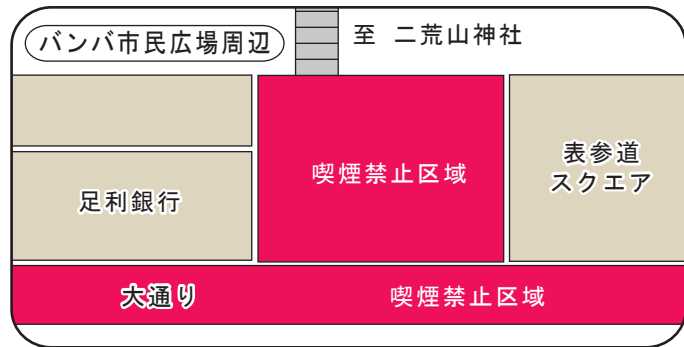 バンバ市民広場周辺
至 二荒山神社
喫煙禁止区域
表参道
スクエア
足利銀行
大通り
喫煙禁止区域